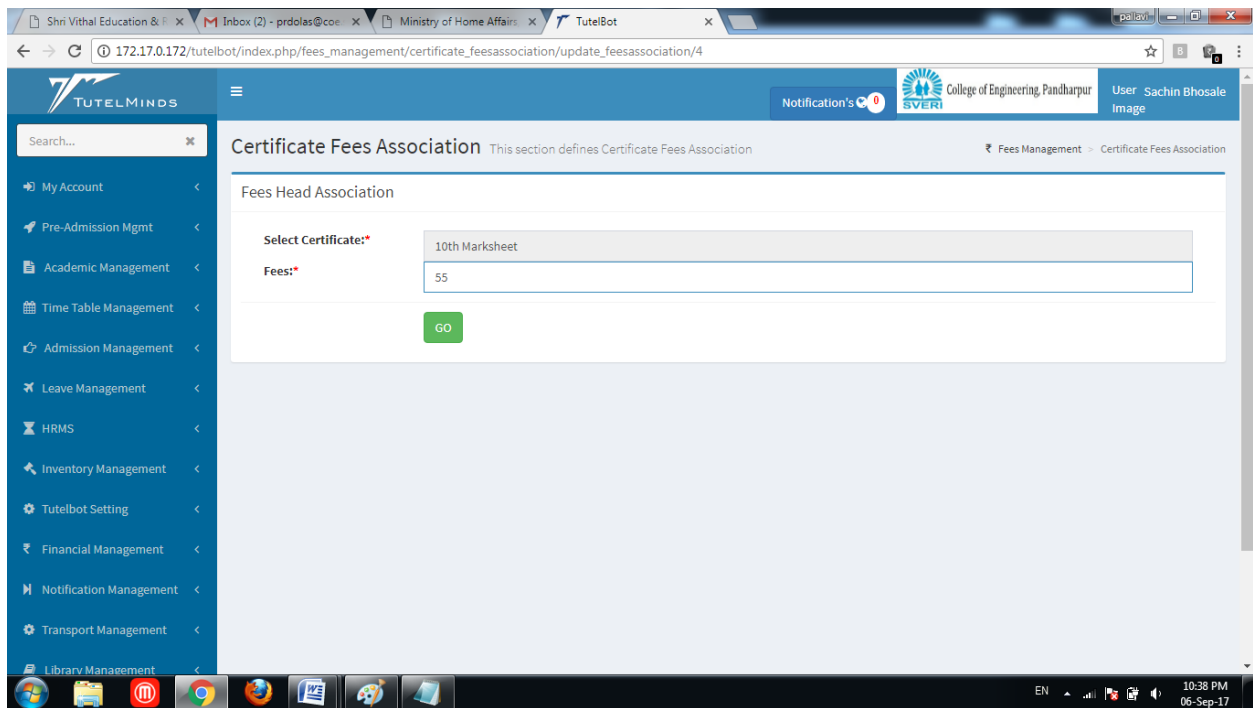 Shri Vithal Education & R
Inbox (2) - prdolas@coe
Ministry of Home Affairs
TutelBot
pallavi
172.17.0.172/tutelbot/index.php/fees_management/certificate_feesassociation/update_feesassociation/4
TUTELMINDS
Notification's 0
SVERI
College of Engineering, Pandharpur
User Image
Sachin Bhosale
Search...
Certificate Fees Association This section defines Certificate Fees Association
₹ Fees Management > Certificate Fees Association
My Account
Pre-Admission Mgmt
Academic Management
Time Table Management
Admission Management
Leave Management
HRMS
Inventory Management
Tutelbot Setting
₹ Financial Management
Notification Management
Transport Management
Library Management
Fees Head Association
Select Certificate:*
10th Marksheet
Fees:*
55
GO
EN
10:38 PM
06-Sep-17